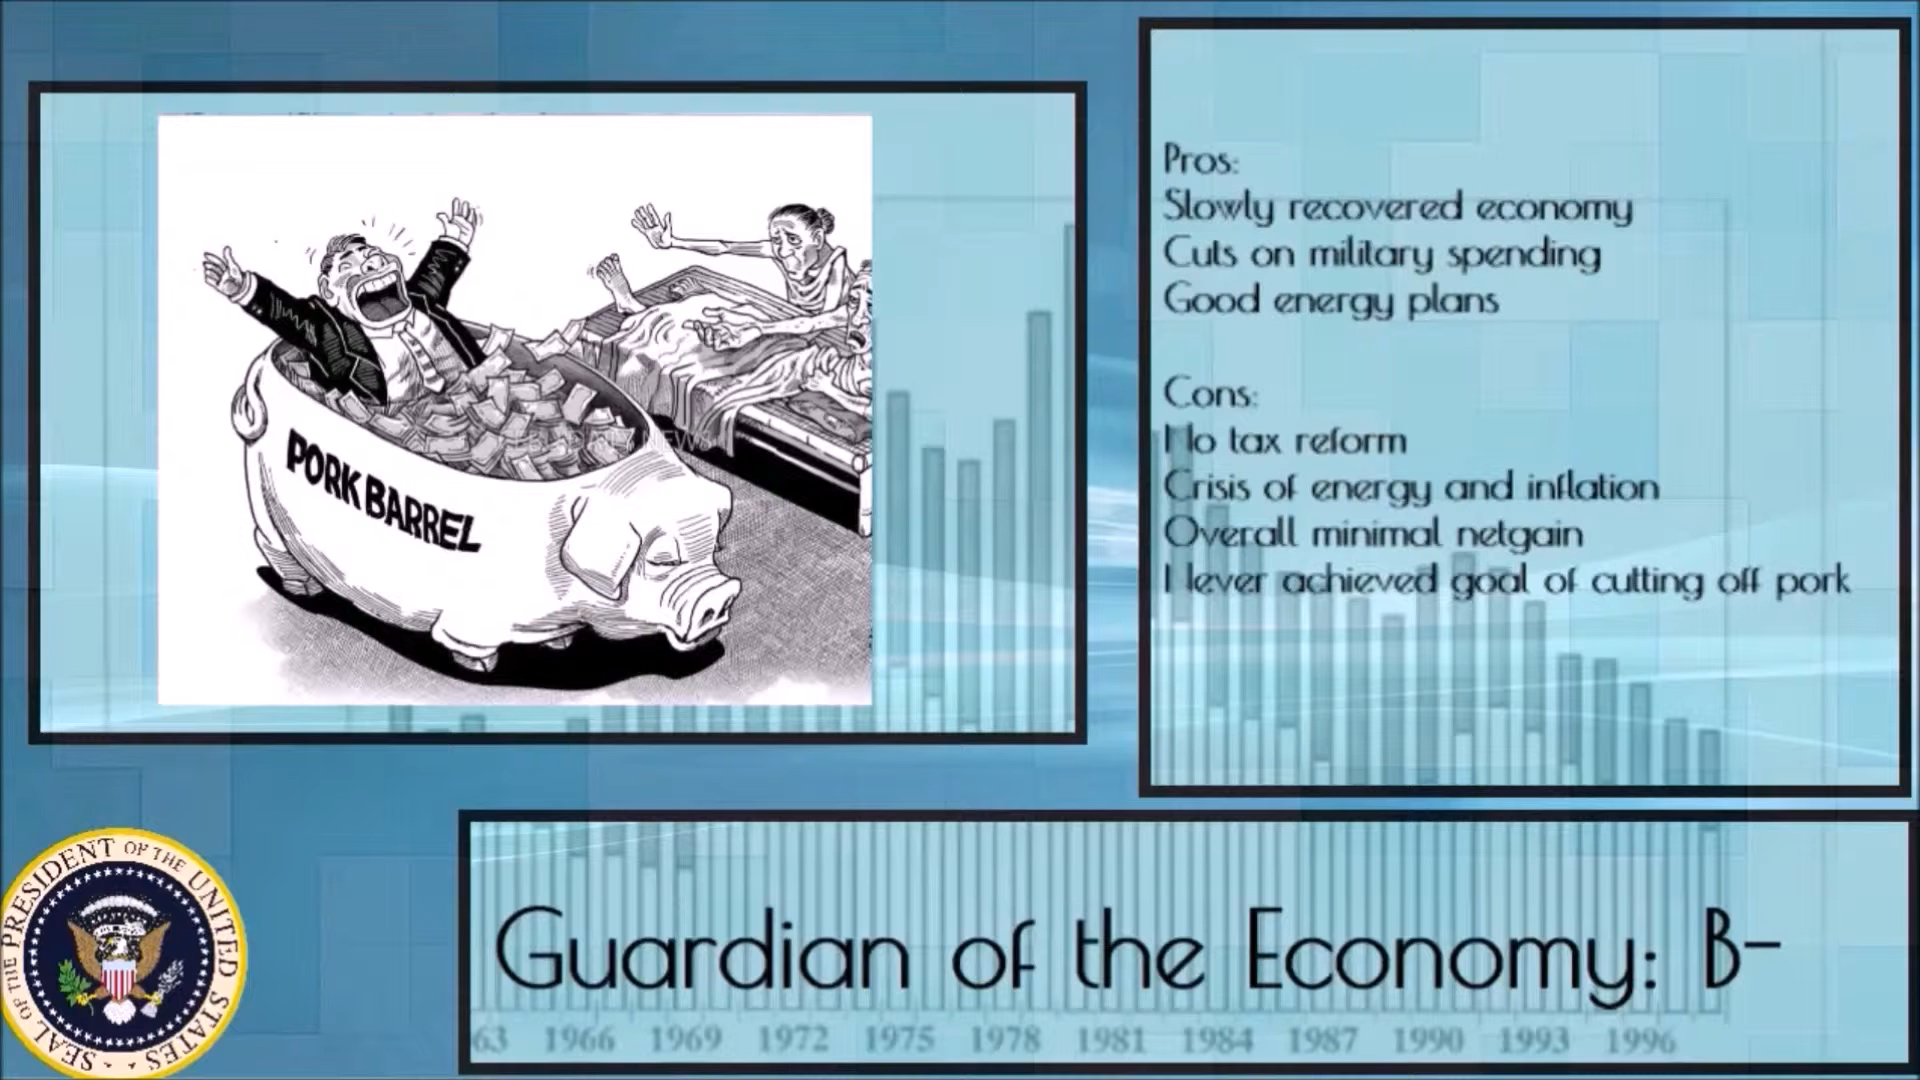 PORK BARREL
Pros:
Slowly recovered economy
Cuts on military spending
Good energy plans
Cons:
No tax reform
Crisis of energy and inflation
Overall minimal netgain
Never achieved goal of cutting off pork
Guardian of the Economy: B-
63 1966 1969 1972 1975 1978 1981 1984 1987 1990 1993 1996
SEAL OF THE PRESIDENT OF THE UNITED STATES